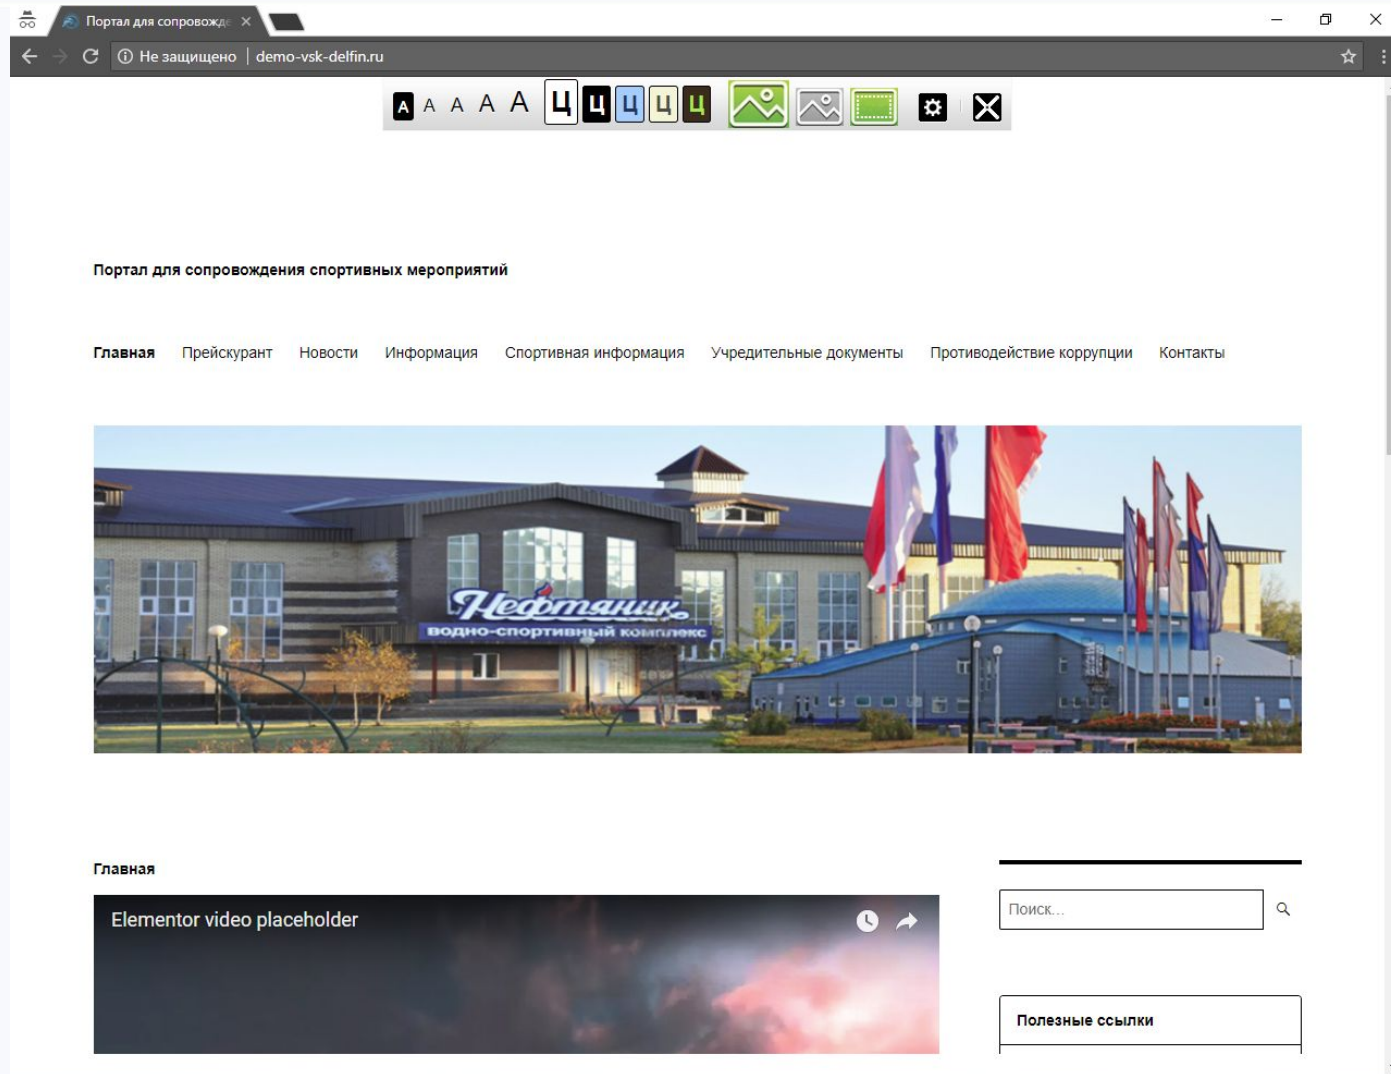 Портал для сопровожде
Не защищено demo-vsk-delfin.ru
A A A A A Ц Ц Ц Ц Ц
Портал для сопровождения спортивных мероприятий
Главная Прейскурант Новости Информация Спортивная информация Учредительные документы Противодействие коррупции Контакты
Нефтяник
ВОДНО-СПОРТИВНЫЙ КОМПЛЕКС
Главная
Elementor video placeholder
Поиск...
Полезные ссылки